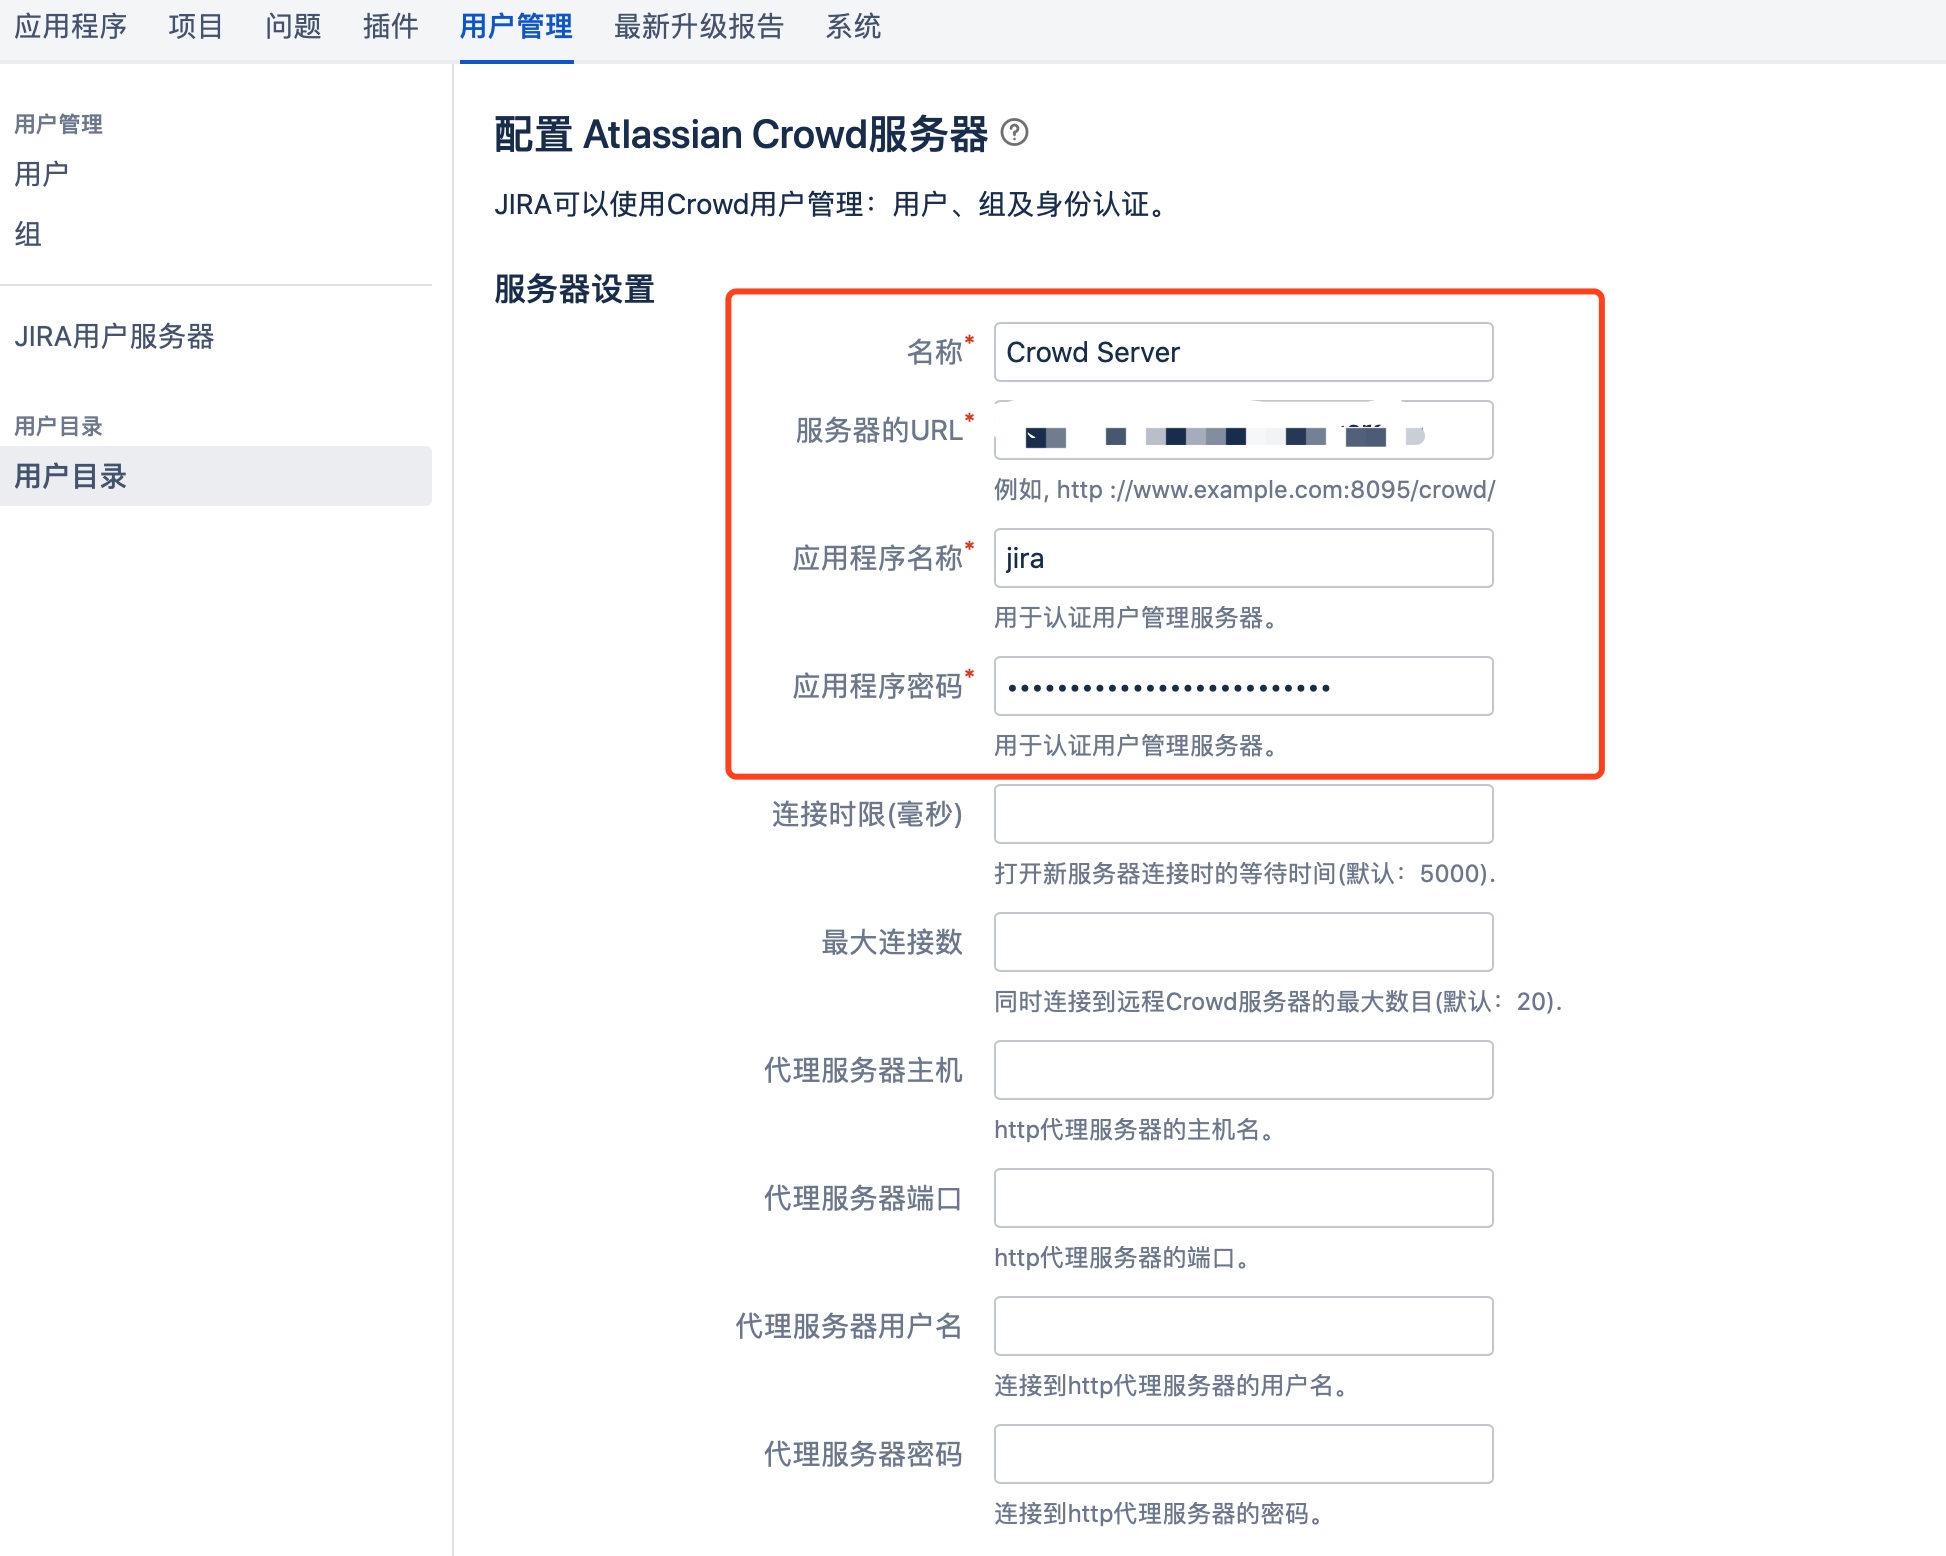 应用程序 项目 问题 插件 用户管理 最新升级报告 系统
用户管理
用户
组
JIRA用户服务器
用户目录
用户目录
配置 Atlassian Crowd服务器
JIRA可以使用Crowd用户管理：用户、组及身份认证。
服务器设置
名称* Crowd Server
服务器的URL*
例如, http ://www.example.com:8095/crowd/
应用程序名称* jira
用于认证用户管理服务器。
应用程序密码* ••••••••••••••••••••••••••
用于认证用户管理服务器。
连接时限(毫秒)
打开新服务器连接时的等待时间(默认：5000).
最大连接数
同时连接到远程Crowd服务器的最大数目(默认：20).
代理服务器主机
http代理服务器的主机名。
代理服务器端口
http代理服务器的端口。
代理服务器用户名
连接到http代理服务器的用户名。
代理服务器密码
连接到http代理服务器的密码。